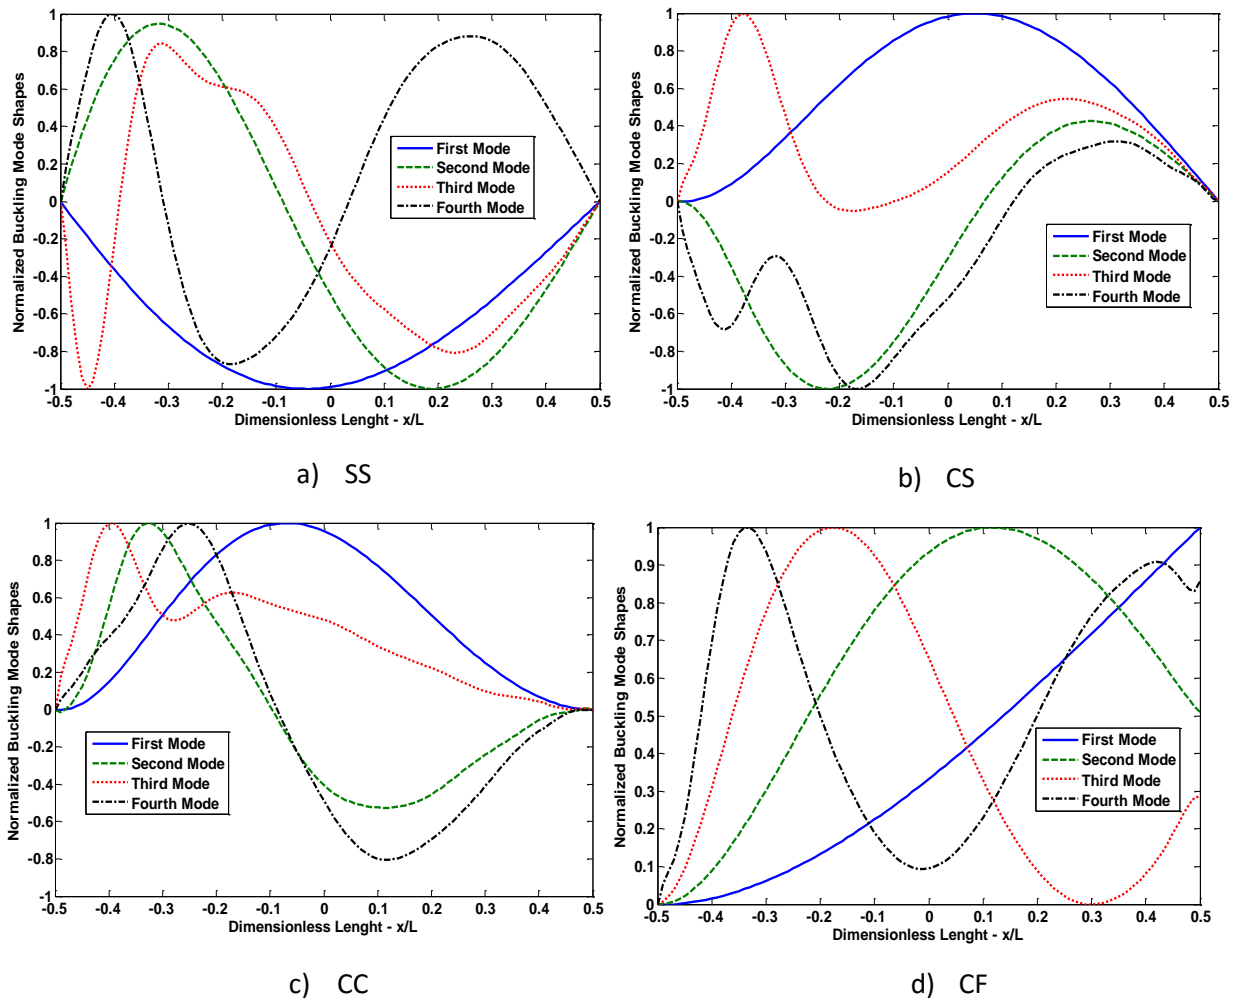 Normalized Buckling Mode Shapes
1
0.8
0.6
0.4
0.2
0
-0.2
-0.4
-0.6
-0.8
-1
-0.5 -0.4 -0.3 -0.2 -0.1 0 0.1 0.2 0.3 0.4 0.5
Dimensionless Lenght - x/L
First Mode
Second Mode
Third Mode
Fourth Mode
a) SS
Normalized Buckling Mode Shapes
1
0.8
0.6
0.4
0.2
0
-0.2
-0.4
-0.6
-0.8
-1
-0.5 -0.4 -0.3 -0.2 -0.1 0 0.1 0.2 0.3 0.4 0.5
Dimensionless Lenght - x/L
First Mode
Second Mode
Third Mode
Fourth Mode
b) CS
Normalized Buckling Mode Shapes
1
0.8
0.6
0.4
0.2
0
-0.2
-0.4
-0.6
-0.8
-1
-0.5 -0.4 -0.3 -0.2 -0.1 0 0.1 0.2 0.3 0.4 0.5
Dimensionless Lenght - x/L
First Mode
Second Mode
Third Mode
Fourth Mode
c) CC
Normalized Buckling Mode Shapes
1
0.9
0.8
0.7
0.6
0.5
0.4
0.3
0.2
0.1
0
-0.5 -0.4 -0.3 -0.2 -0.1 0 0.1 0.2 0.3 0.4 0.5
Dimensionless Lenght - x/L
First Mode
Second Mode
Third Mode
Fourth Mode
d) CF